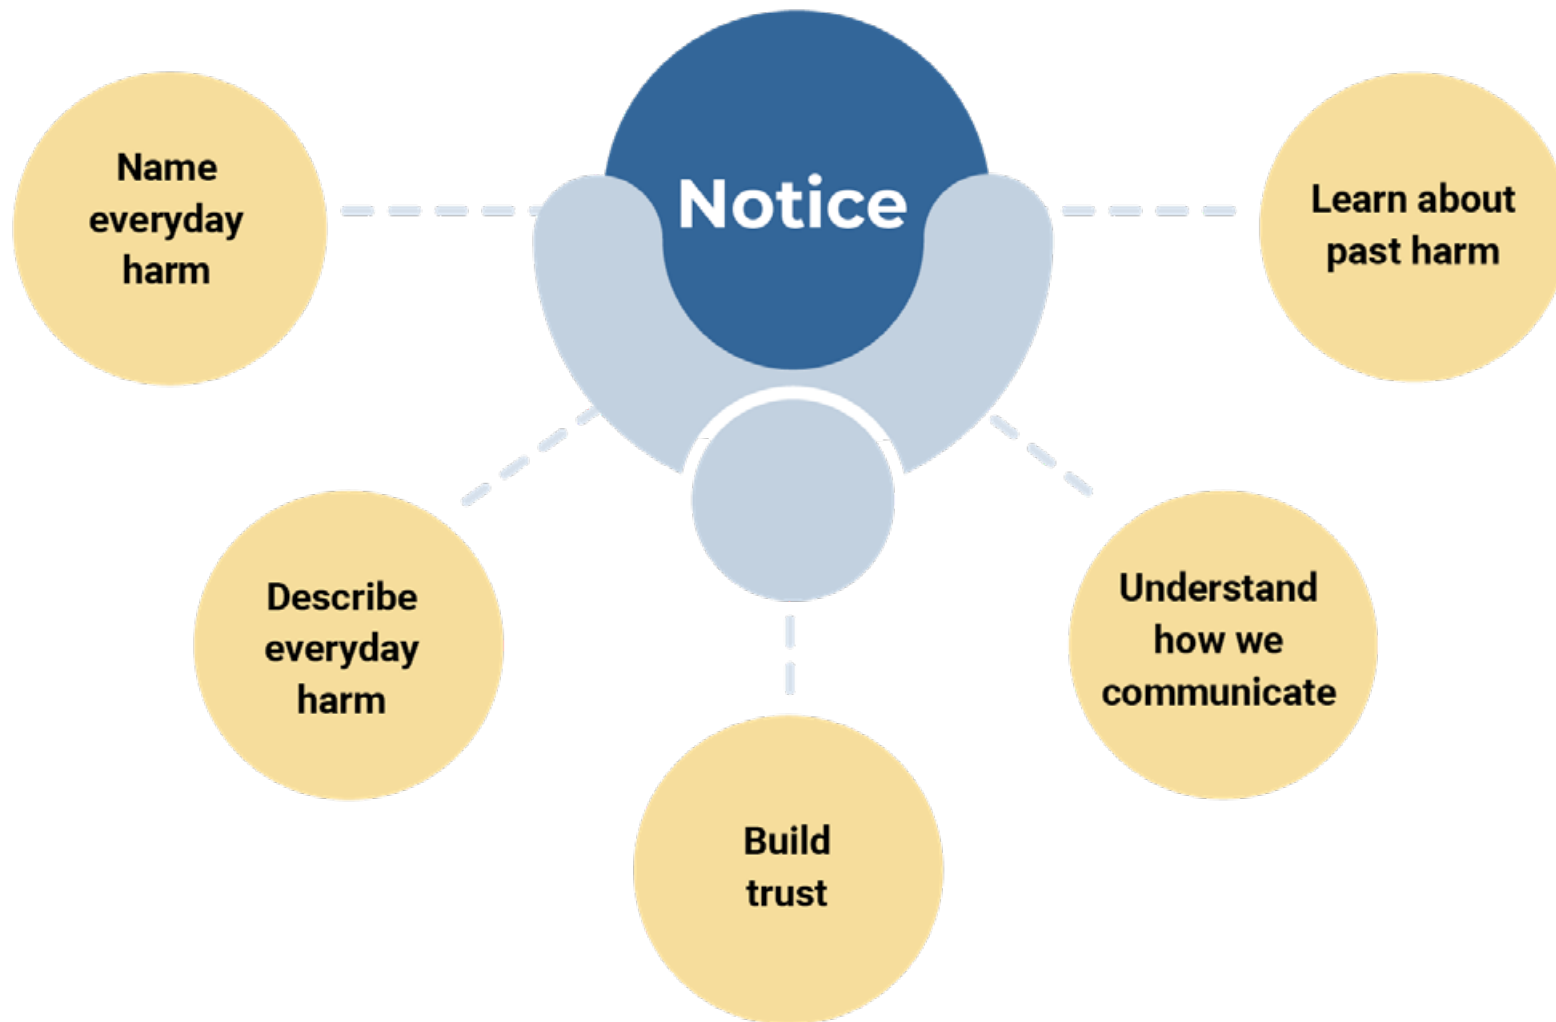 Notice
Name
everyday
harm
Describe
everyday
harm
Build
trust
Understand
how we
communicate
Learn about
past harm